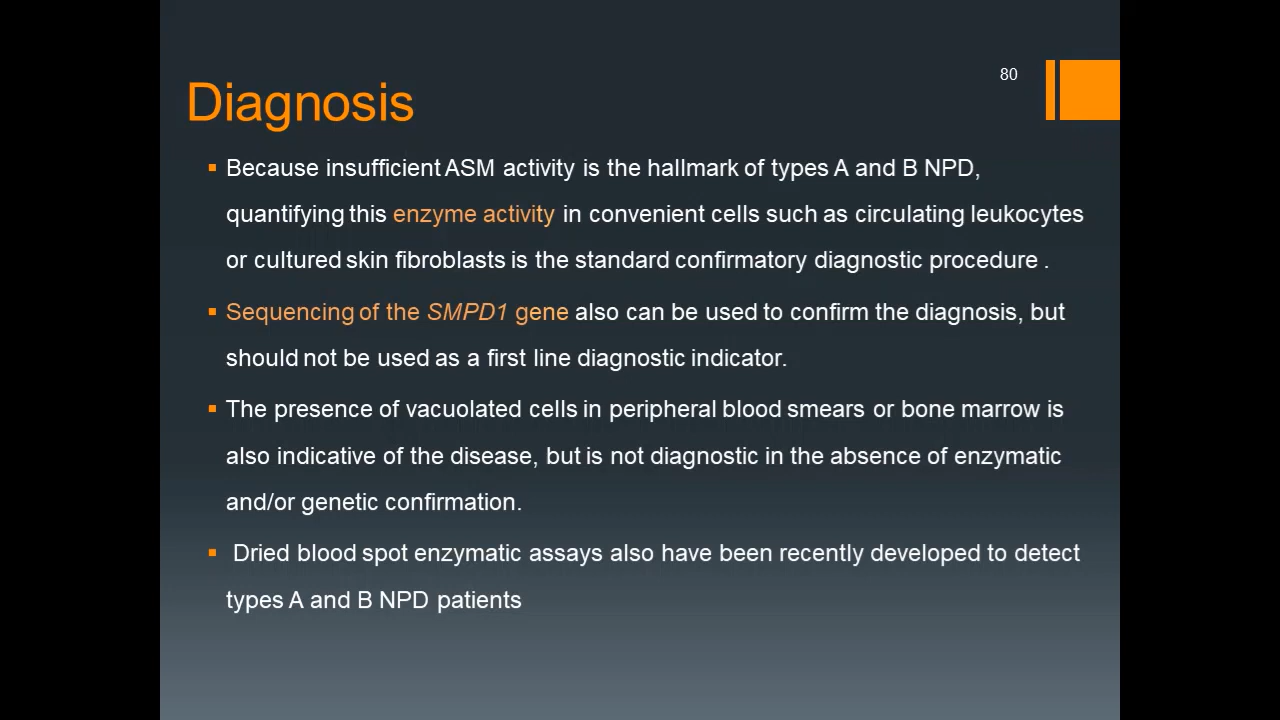 80
Diagnosis
Because insufficient ASM activity is the hallmark of types A and B NPD,
quantifying this enzyme activity in convenient cells such as circulating leukocytes
or cultured skin fibroblasts is the standard confirmatory diagnostic procedure .
Sequencing of the SMPD1 gene also can be used to confirm the diagnosis, but
should not be used as a first line diagnostic indicator.
The presence of vacuolated cells in peripheral blood smears or bone marrow is
also indicative of the disease, but is not diagnostic in the absence of enzymatic
and/or genetic confirmation.
Dried blood spot enzymatic assays also have been recently developed to detect
types A and B NPD patients